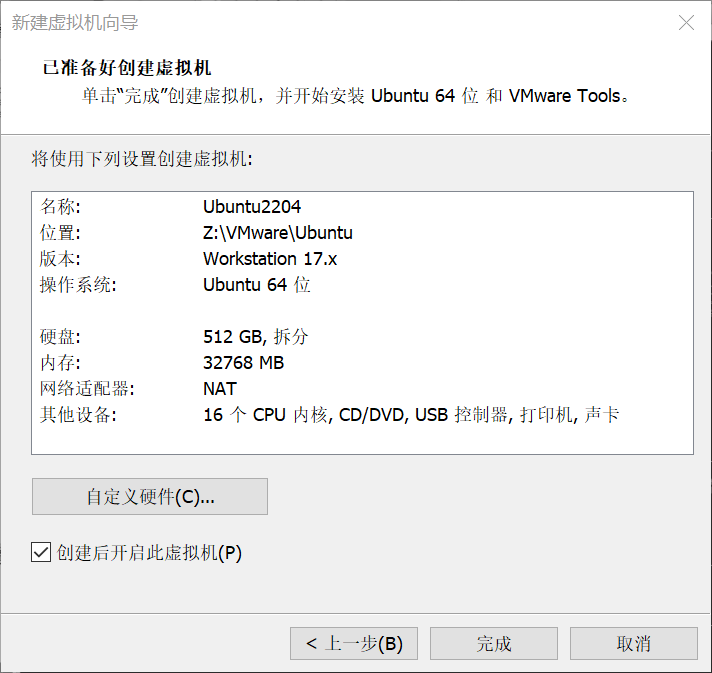 新建虚拟机向导
已准备好创建虚拟机
单击“完成”创建虚拟机，并开始安装 Ubuntu 64 位 和 VMware Tools。
将使用下列设置创建虚拟机:
名称: Ubuntu2204
位置: Z:\VMware\Ubuntu
版本: Workstation 17.x
操作系统: Ubuntu 64 位
硬盘: 512 GB, 拆分
内存: 32768 MB
网络适配器: NAT
其他设备: 16 个 CPU 内核, CD/DVD, USB 控制器, 打印机, 声卡
自定义硬件(C)...
创建后开启此虚拟机(P)
< 上一步(B) 完成 取消